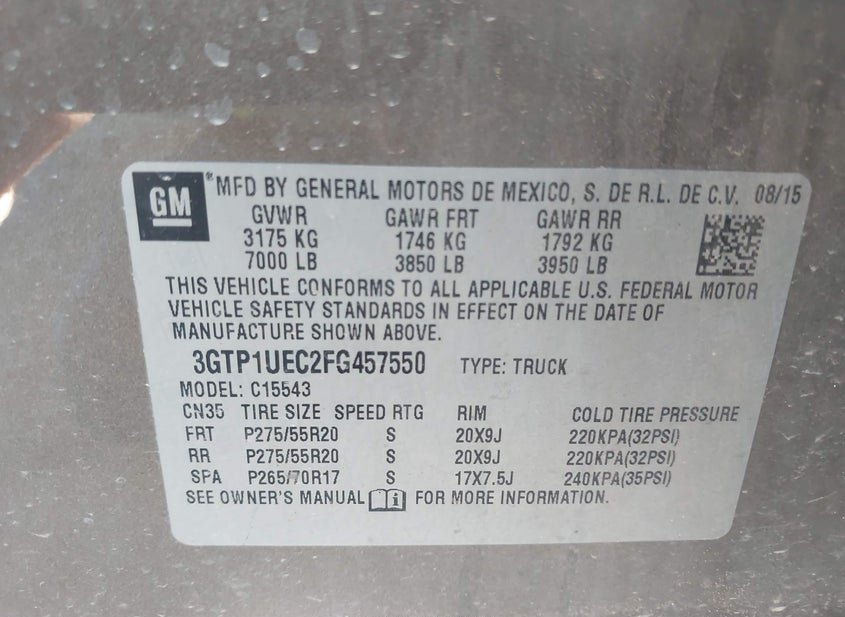 GM ® MFD BY GENERAL MOTORS DE MEXICO, S. DE R.L. DE C.V. 08/15
GVWR GAWR FRT GAWR RR
3175 KG 1746 KG 1792 KG
7000 LB 3850 LB 3950 LB
THIS VEHICLE CONFORMS TO ALL APPLICABLE U.S. FEDERAL MOTOR
VEHICLE SAFETY STANDARDS IN EFFECT ON THE DATE OF
MANUFACTURE SHOWN ABOVE.
3GTP1UEC2FG457550 TYPE: TRUCK
MODEL: C15543
CN35 TIRE SIZE SPEED RTG RIM COLD TIRE PRESSURE
FRT P275/55R20 S 20X9J 220KPA(32PSI)
RR P275/55R20 S 20X9J 220KPA(32PSI)
SPA P265/70R17 S 17X7.5J 240KPA(35PSI)
SEE OWNER'S MANUAL FOR MORE INFORMATION.